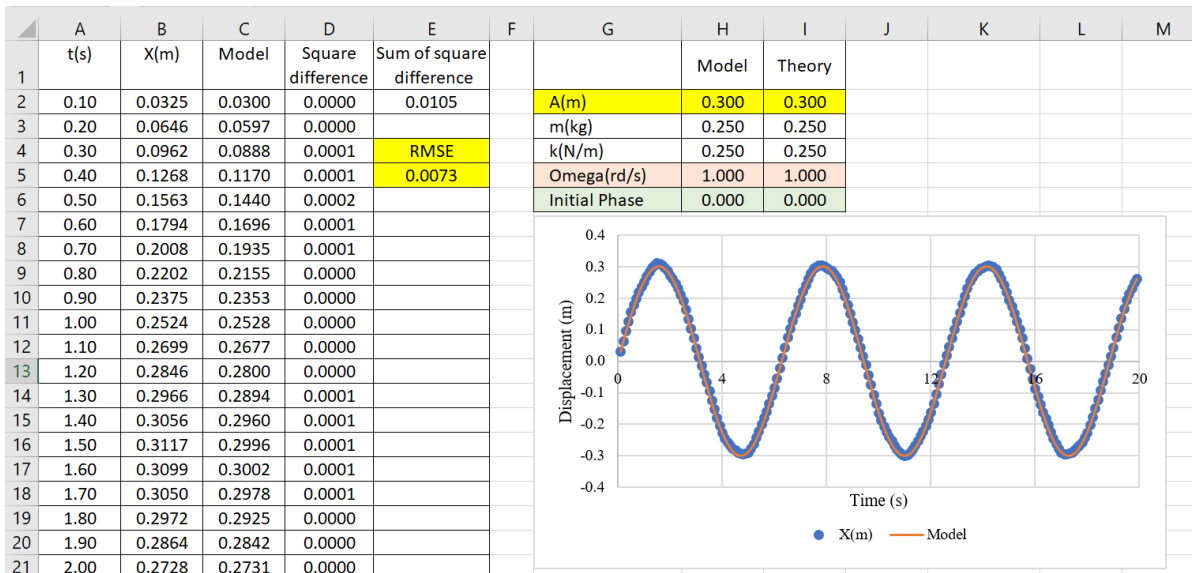 A B C D E F G H I J K L M
t(s) X(m) Model Square Sum of square
difference difference
Model Theory
1
2 0.10 0.0325 0.0300 0.0000 0.0105 A(m) 0.300 0.300
3 0.20 0.0646 0.0597 0.0000 m(kg) 0.250 0.250
4 0.30 0.0962 0.0888 0.0001 RMSE k(N/m) 0.250 0.250
5 0.40 0.1268 0.1170 0.0001 0.0073 Omega(rd/s) 1.000 1.000
6 0.50 0.1563 0.1440 0.0002 Initial Phase 0.000 0.000
7 0.60 0.1794 0.1696 0.0001
8 0.70 0.2008 0.1935 0.0001
9 0.80 0.2202 0.2155 0.0000
10 0.90 0.2375 0.2353 0.0000
11 1.00 0.2524 0.2528 0.0000
12 1.10 0.2699 0.2677 0.0000
13 1.20 0.2846 0.2800 0.0000
14 1.30 0.2966 0.2894 0.0001
15 1.40 0.3056 0.2960 0.0001
16 1.50 0.3117 0.2996 0.0001
17 1.60 0.3099 0.3002 0.0001
18 1.70 0.3050 0.2978 0.0001
19 1.80 0.2972 0.2925 0.0000
20 1.90 0.2864 0.2842 0.0000
21 2.00 0.2728 0.2731 0.0000
Displacement (m)
0.4
0.3
0.2
0.1
0.0
-0.1
-0.2
-0.3
-0.4
0 4 8 12 16 20
Time (s)
X(m) Model